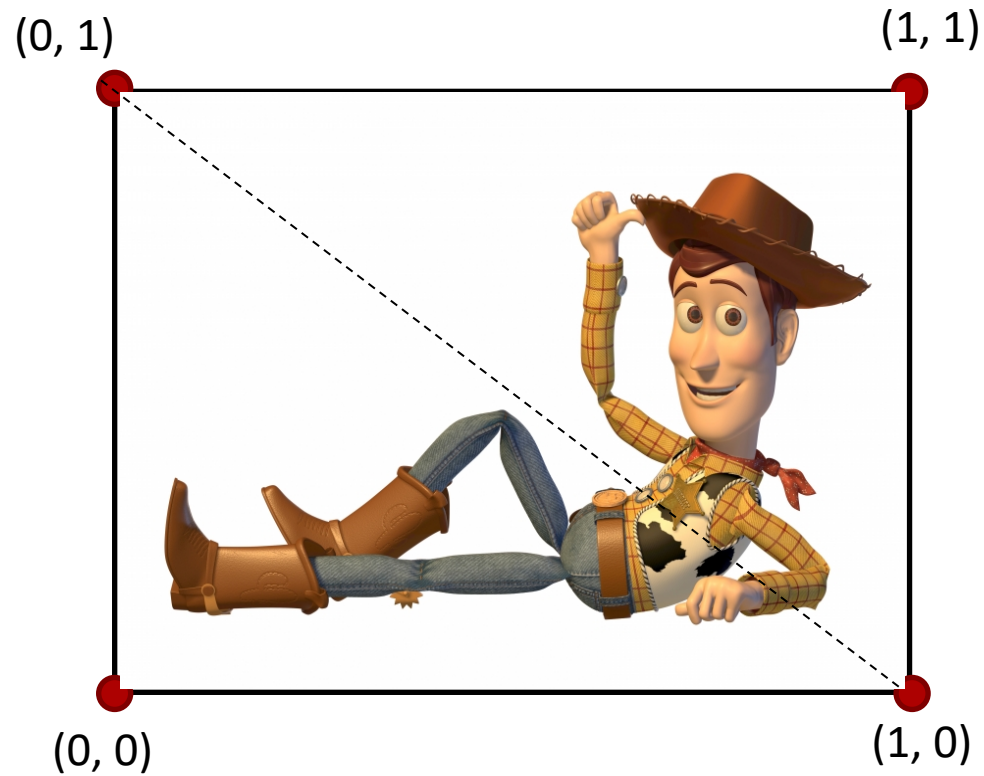 (0, 1)
(1, 1)
(0, 0)
(1, 0)